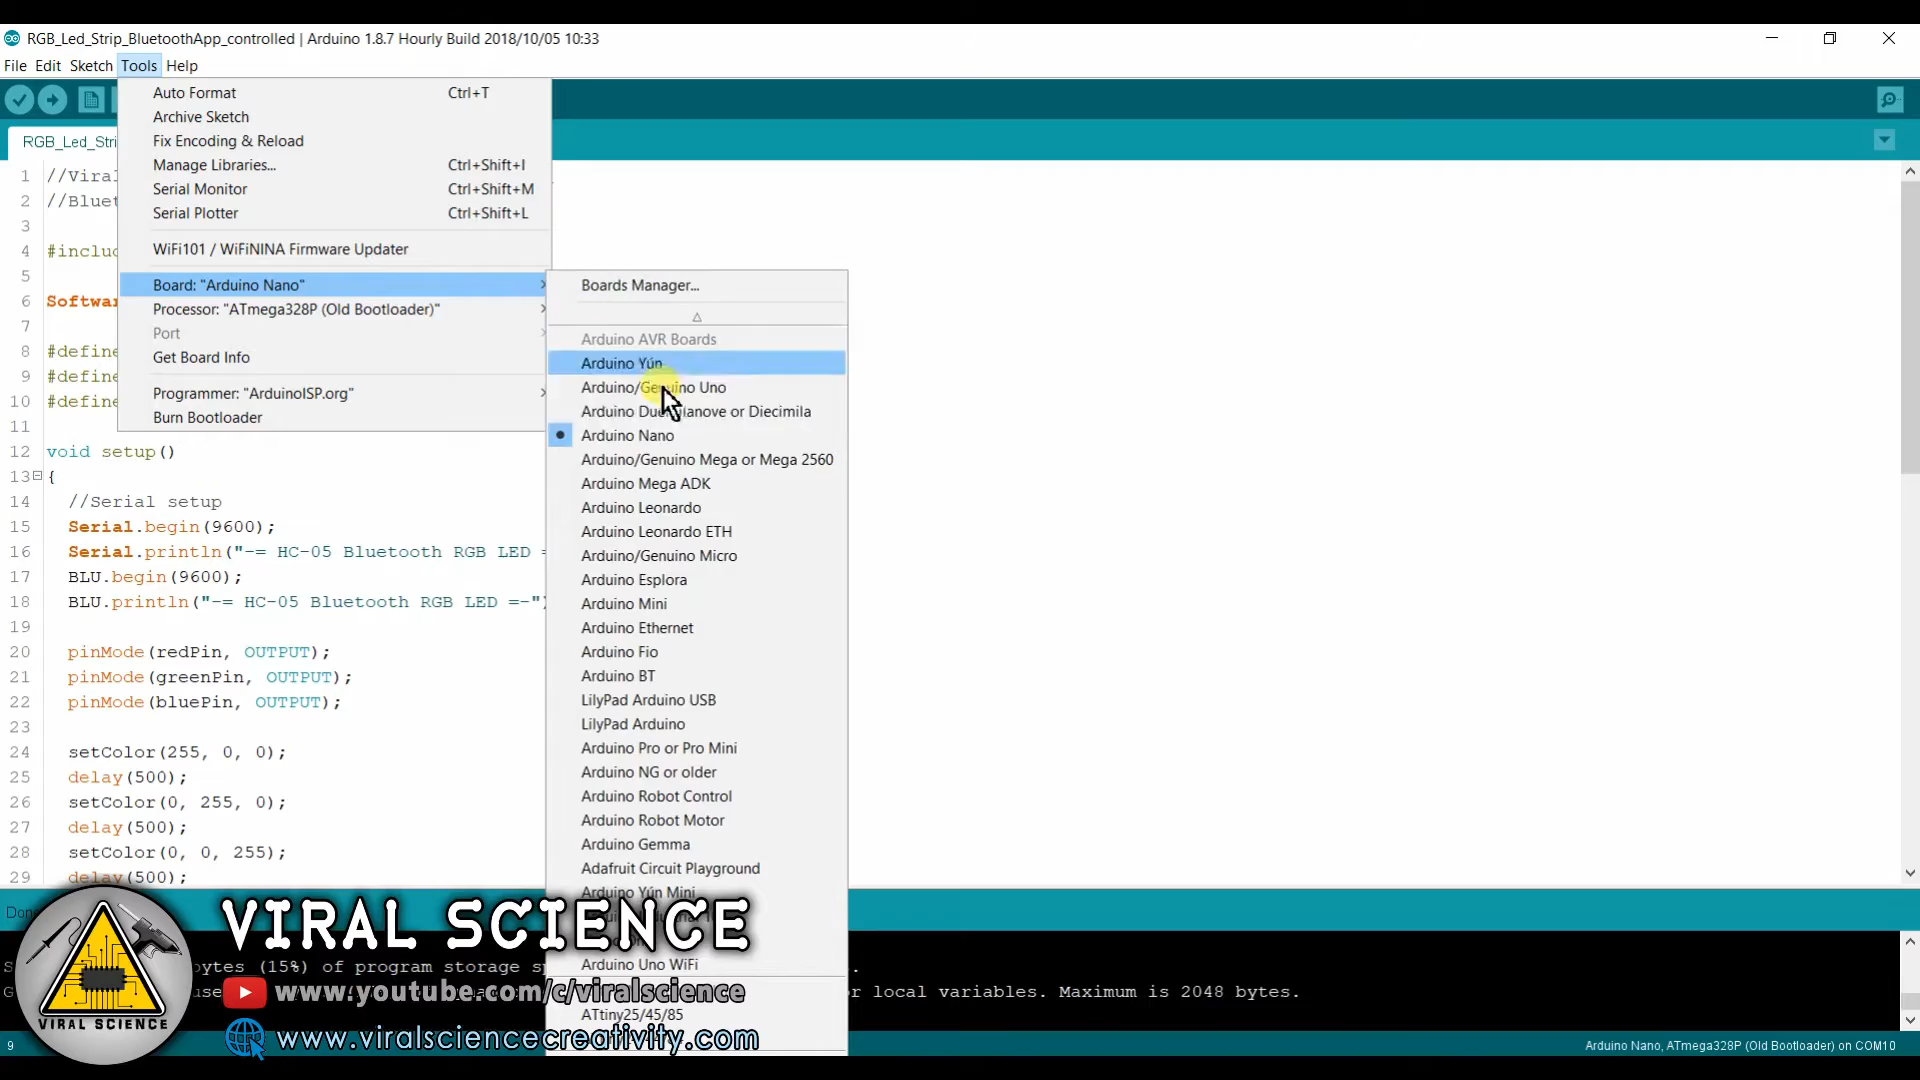 RGB_Led_Strip_BluetoothApp_controlled | Arduino 1.8.7 Hourly Build 2018/10/05 10:33
File Edit Sketch Tools Help
Auto Format Ctrl+T
Archive Sketch
Fix Encoding & Reload
Manage Libraries... Ctrl+Shift+I
Serial Monitor Ctrl+Shift+M
Serial Plotter Ctrl+Shift+L
WiFi101 / WiFiNINA Firmware Updater
Board: "Arduino Nano"
Processor: "ATmega328P (Old Bootloader)"
Port
Get Board Info
Programmer: "ArduinoISP.org"
Burn Bootloader
Boards Manager...
Arduino AVR Boards
Arduino Yún
Arduino/Genuino Uno
Arduino Duemilanove or Diecimila
Arduino Nano
Arduino/Genuino Mega or Mega 2560
Arduino Mega ADK
Arduino Leonardo
Arduino Leonardo ETH
Arduino/Genuino Micro
Arduino Esplora
Arduino Mini
Arduino Ethernet
Arduino Fio
Arduino BT
LilyPad Arduino USB
LilyPad Arduino
Arduino Pro or Pro Mini
Arduino NG or older
Arduino Robot Control
Arduino Robot Motor
Arduino Gemma
Adafruit Circuit Playground
Arduino Yún Mini
Arduino Uno WiFi
ATtiny25/45/85
RGB_Led_Stri
1 //Viral
2 //Bluet
3
4 #includ
5
6 Softwar
7
8 #define
9 #define
10 #define
11
12 void setup()
13 {
14 //Serial setup
15 Serial.begin(9600);
16 Serial.println("-= HC-05 Bluetooth RGB LED =
17 BLU.begin(9600);
18 BLU.println("-= HC-05 Bluetooth RGB LED =-")
19
20 pinMode(redPin, OUTPUT);
21 pinMode(greenPin, OUTPUT);
22 pinMode(bluePin, OUTPUT);
23
24 setColor(255, 0, 0);
25 delay(500);
26 setColor(0, 255, 0);
27 delay(500);
28 setColor(0, 0, 255);
29 delay(500);
ytes (15%) of program storage sp
or local variables. Maximum is 2048 bytes.
VIRAL SCIENCE
VIRAL SCIENCE
www.youtube.com/c/viralscience
www.viralsciencecreativity.com
9
Arduino Nano, ATmega328P (Old Bootloader) on COM10